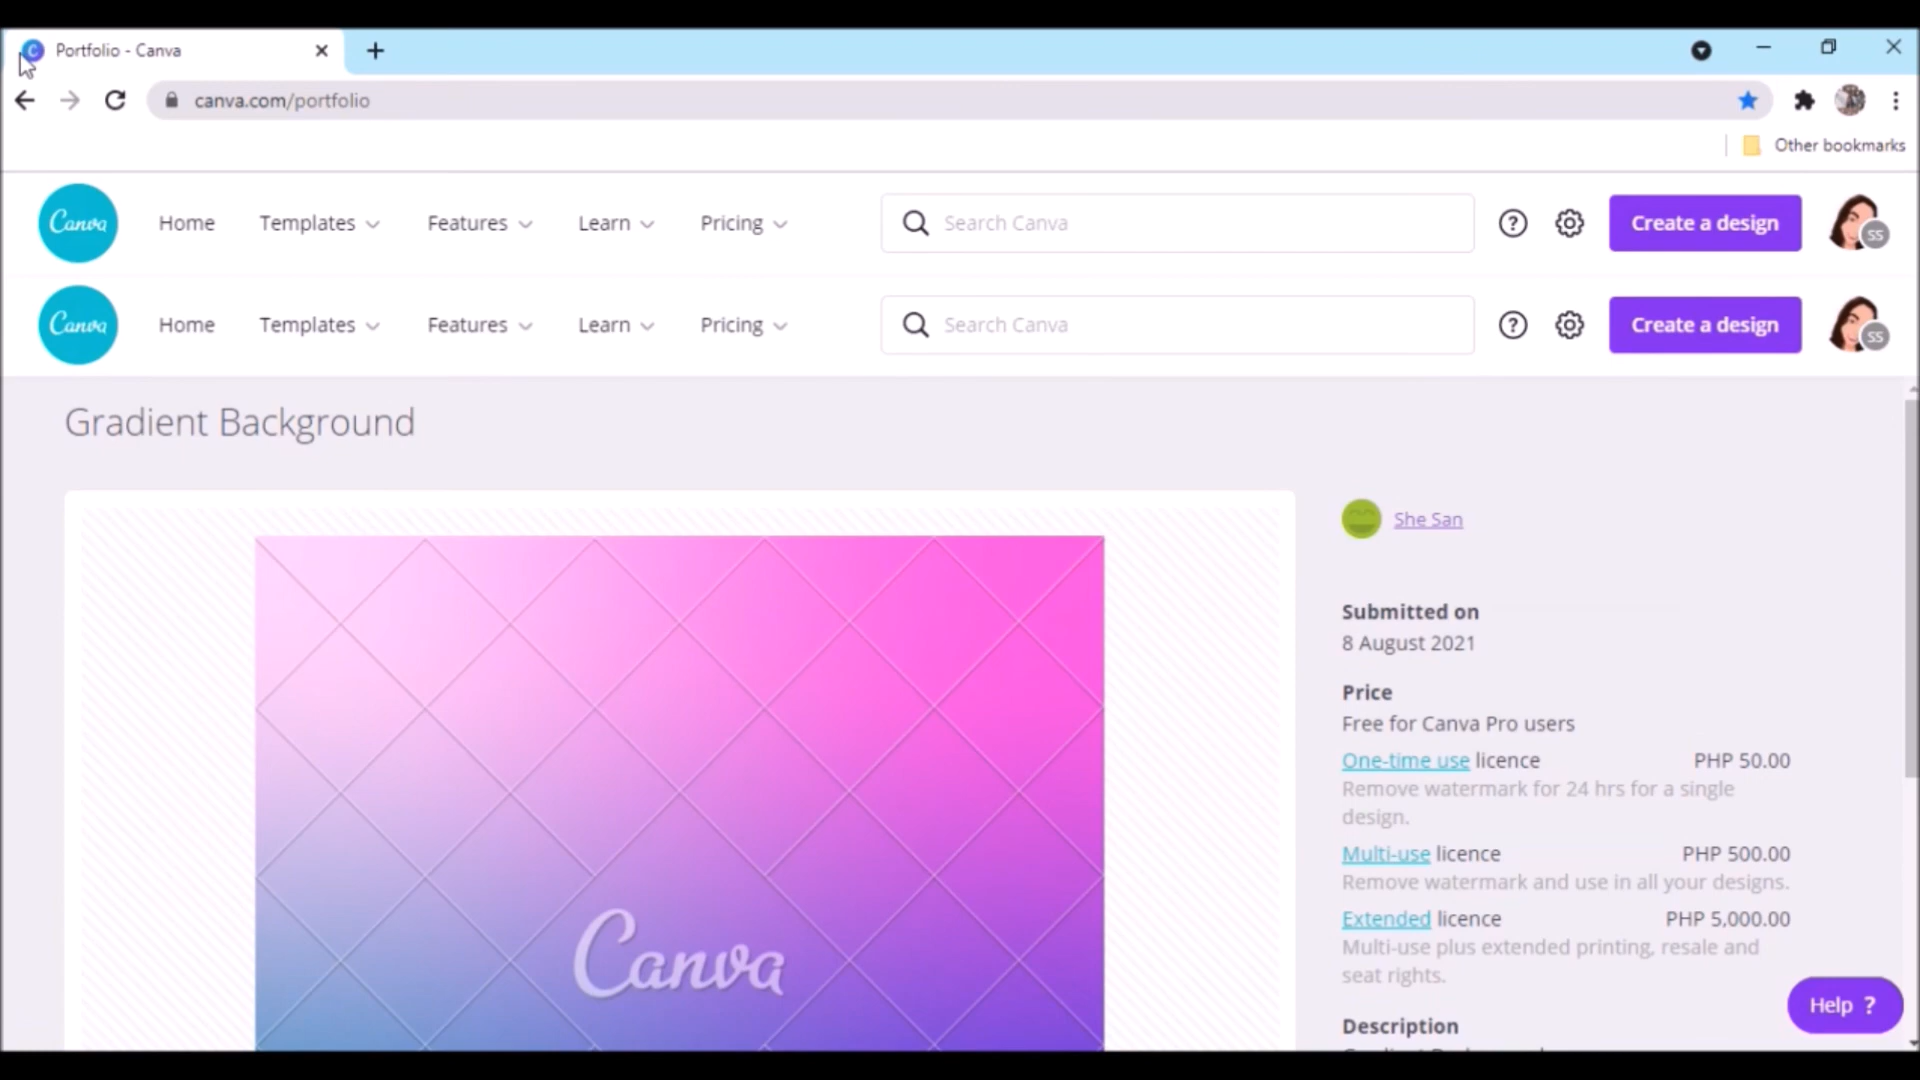 Portfolio - Canva
canva.com/portfolio
Other bookmarks
Canva Home Templates Features Learn Pricing Search Canva Create a design SS
Canva Home Templates Features Learn Pricing Search Canva Create a design SS
Gradient Background
She San
Submitted on
8 August 2021
Price
Free for Canva Pro users
One-time use licence PHP 50.00
Remove watermark for 24 hrs for a single
design.
Multi-use licence PHP 500.00
Remove watermark and use in all your designs.
Extended licence PHP 5,000.00
Multi-use plus extended printing, resale and
seat rights.
Canva
Help ?
Description